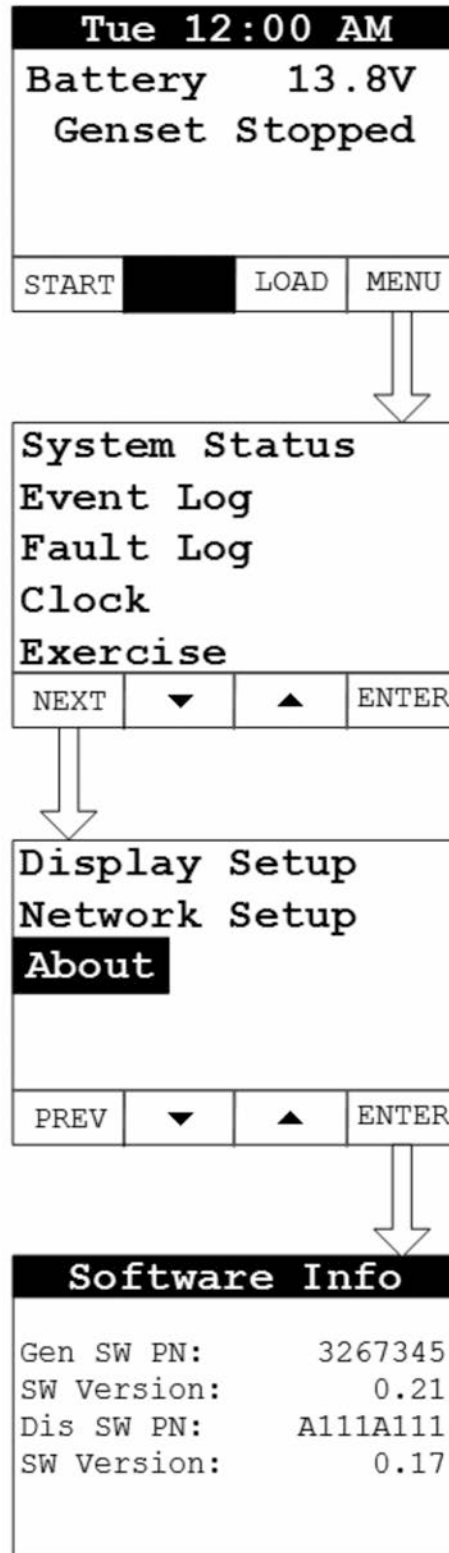 Tue 12:00 AM
Battery 13.8V
Genset Stopped
START LOAD MENU
System Status
Event Log
Fault Log
Clock
Exercise
NEXT ▼ ▲ ENTER
Display Setup
Network Setup
About
PREV ▼ ▲ ENTER
Software Info
Gen SW PN: 3267345
SW Version: 0.21
Dis SW PN: A111A111
SW Version: 0.17